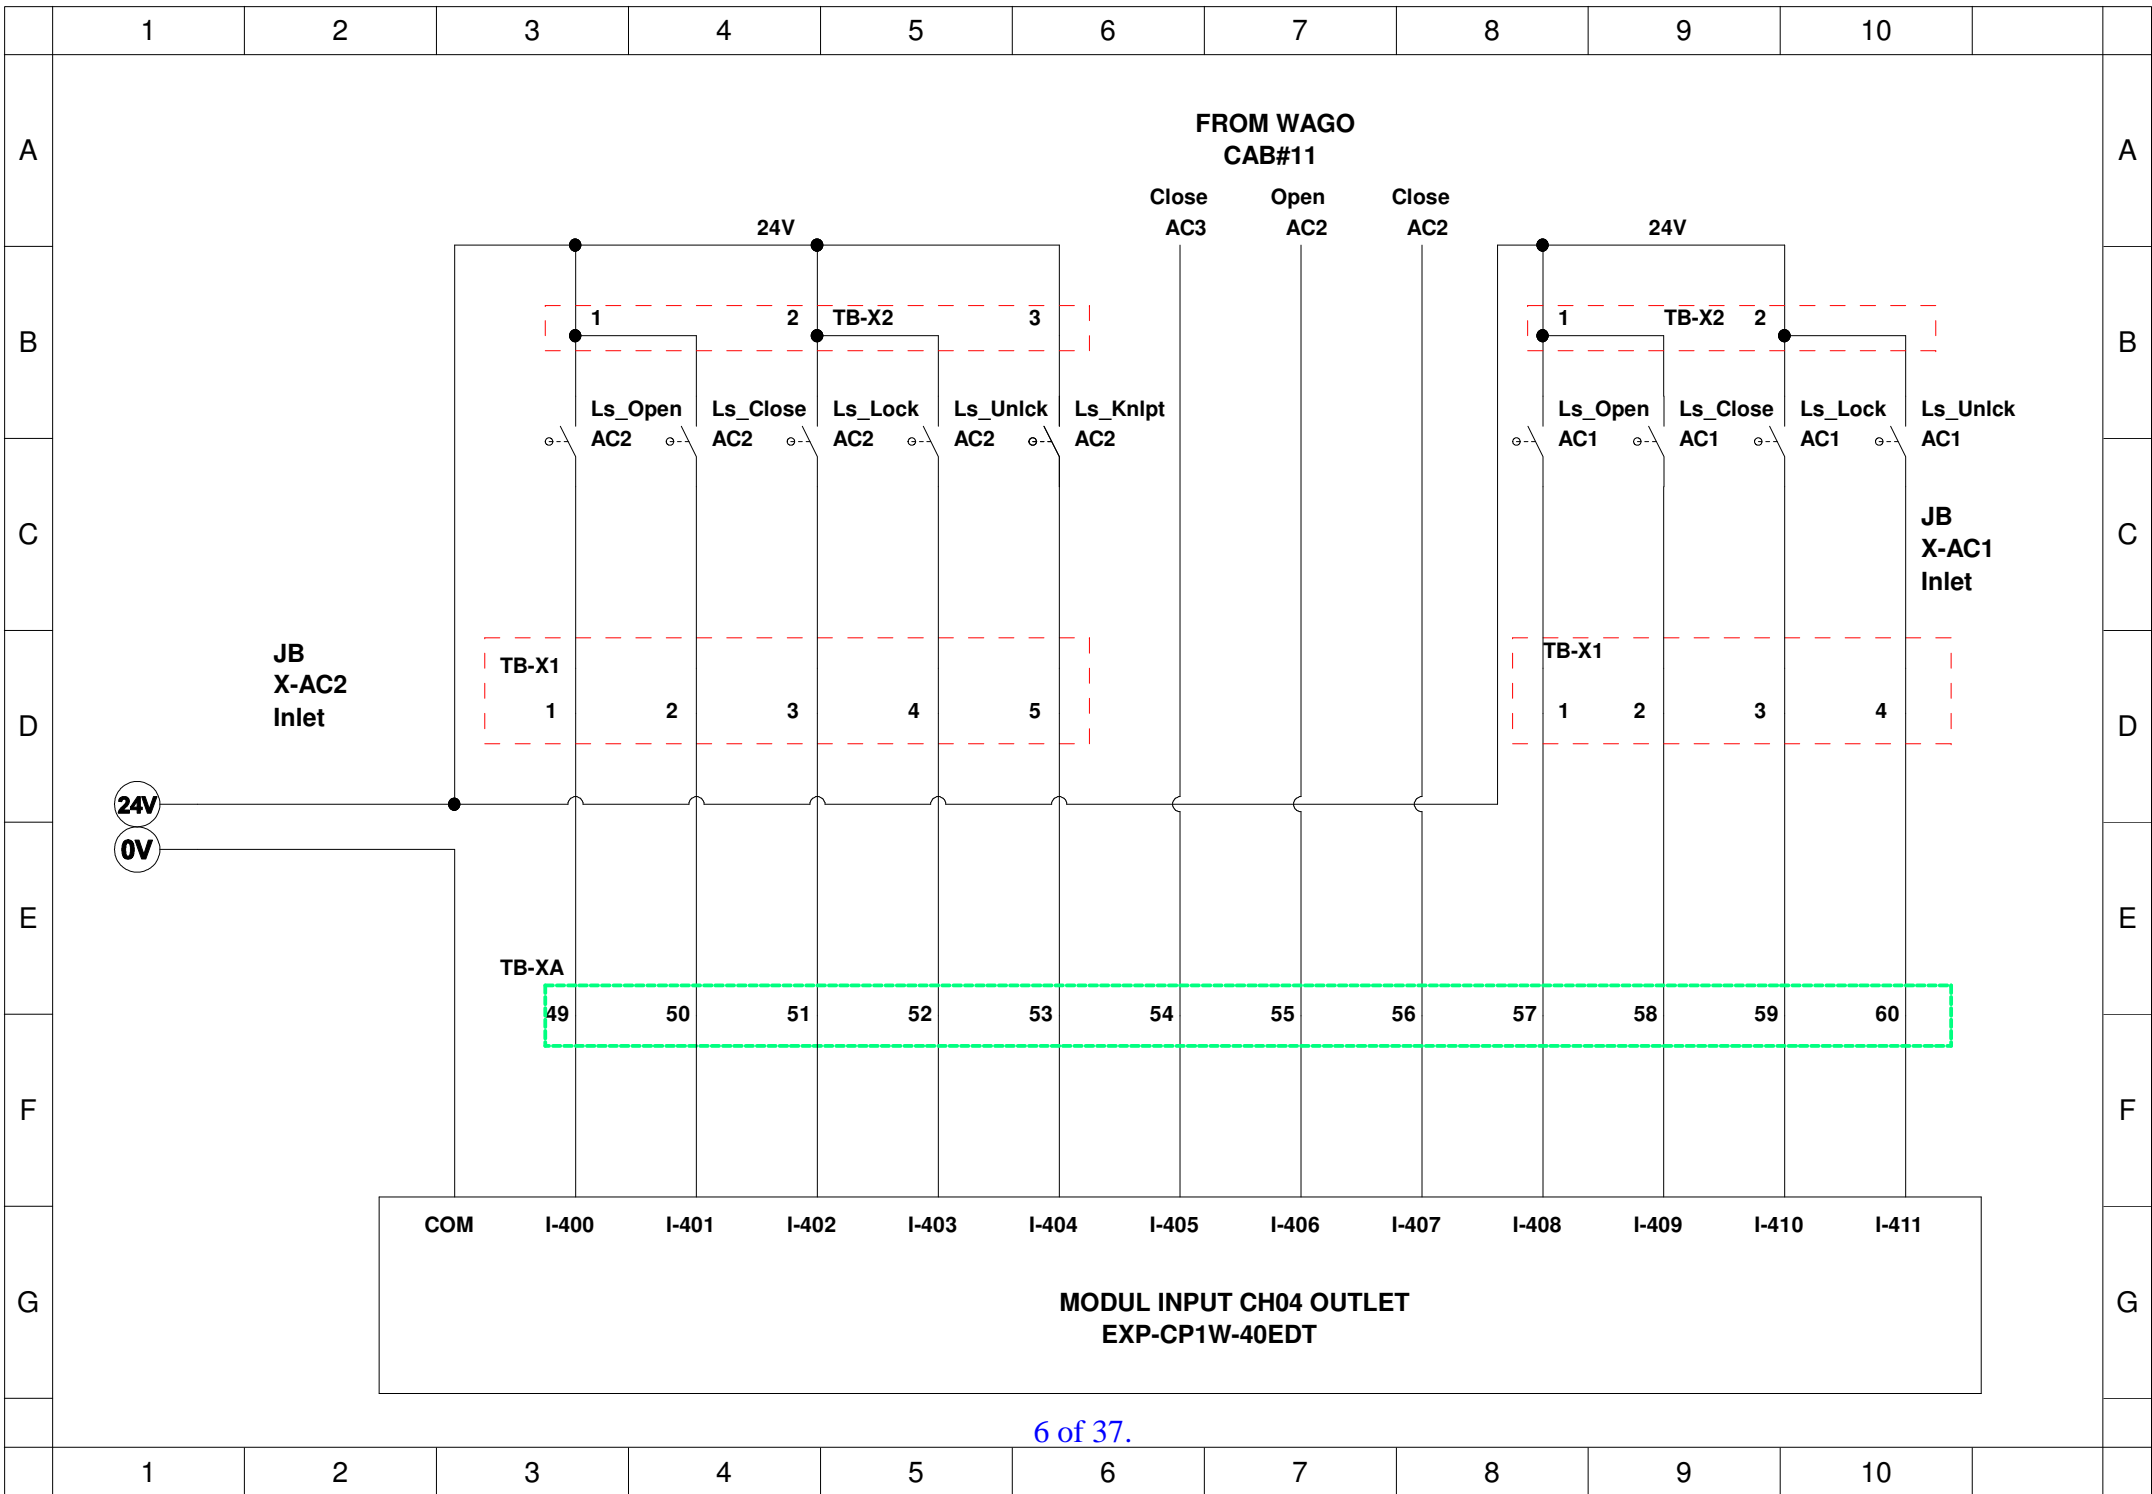 1 2 3 4 5 6 7 8 9 10
FROM WAGO
A CAB#11 A
Close Open Close
24V AC3 AC2 AC2 24V
1 2 TB-X2 3 1 TB-X2 2
B B
Ls_Open Ls_Close Ls_Lock Ls_Unlck Ls_Knlpt Ls_Open Ls_Close Ls_Lock Ls_Unlck
AC2 AC2 AC2 AC2 AC2 AC1 AC1 AC1 AC1
JB
C X-AC1 C
Inlet
JB TB-X1 TB-X1
X-AC2
Inlet 1 2 3 4 5 1 2 3 4
D D
24V
0V
E E
TB-XA
49 50 51 52 53 54 55 56 57 58 59 60
F F
COM I-400 I-401 I-402 I-403 I-404 I-405 I-406 I-407 I-408 I-409 I-410 I-411
G MODUL INPUT CH04 OUTLET G
EXP-CP1W-40EDT
6 of 37.
1 2 3 4 5 6 7 8 9 10